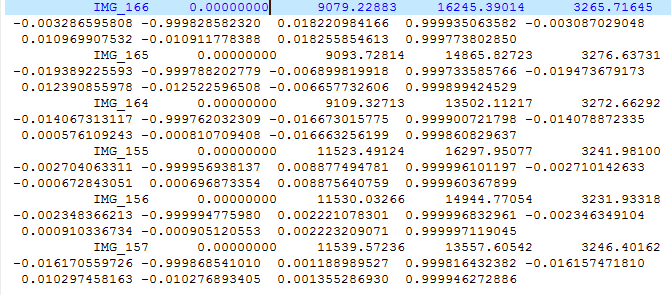 IMG_166 0.00000000 9079.22883 16245.39014 3265.71645
-0.003286595808 -0.999828582320 0.018220984166 0.999935063582 -0.003087029048
0.010969907532 -0.010911778388 0.018255854613 0.999773802850
IMG_165 0.00000000 9093.72814 14865.82723 3276.63731
-0.019389225593 -0.999788202779 -0.006899819918 0.999733585766 -0.019473679173
0.012390855978 -0.012522596508 -0.006657732606 0.999899424529
IMG_164 0.00000000 9109.32713 13502.11217 3272.66292
-0.014067313117 -0.999762032309 -0.016673015775 0.999900721798 -0.014078872335
0.000576109243 -0.000810709408 -0.016663256199 0.999860829637
IMG_155 0.00000000 11523.49124 16297.95077 3241.98100
-0.002704063311 -0.999956938137 0.008877494781 0.999996101197 -0.002710142633
-0.000672843051 0.000696873354 0.008875640759 0.999960367899
IMG_156 0.00000000 11530.03266 14944.77054 3231.93318
-0.002348366213 -0.999994775980 0.002221078301 0.999996832961 -0.002346349104
0.000910336734 -0.000905120553 0.002223209071 0.999997119045
IMG_157 0.00000000 11539.57236 13557.60542 3246.40162
-0.016170559726 -0.999868541010 0.001188989527 0.999816432382 -0.016157471810
0.010297458163 -0.010276893405 0.001355286930 0.999946272886